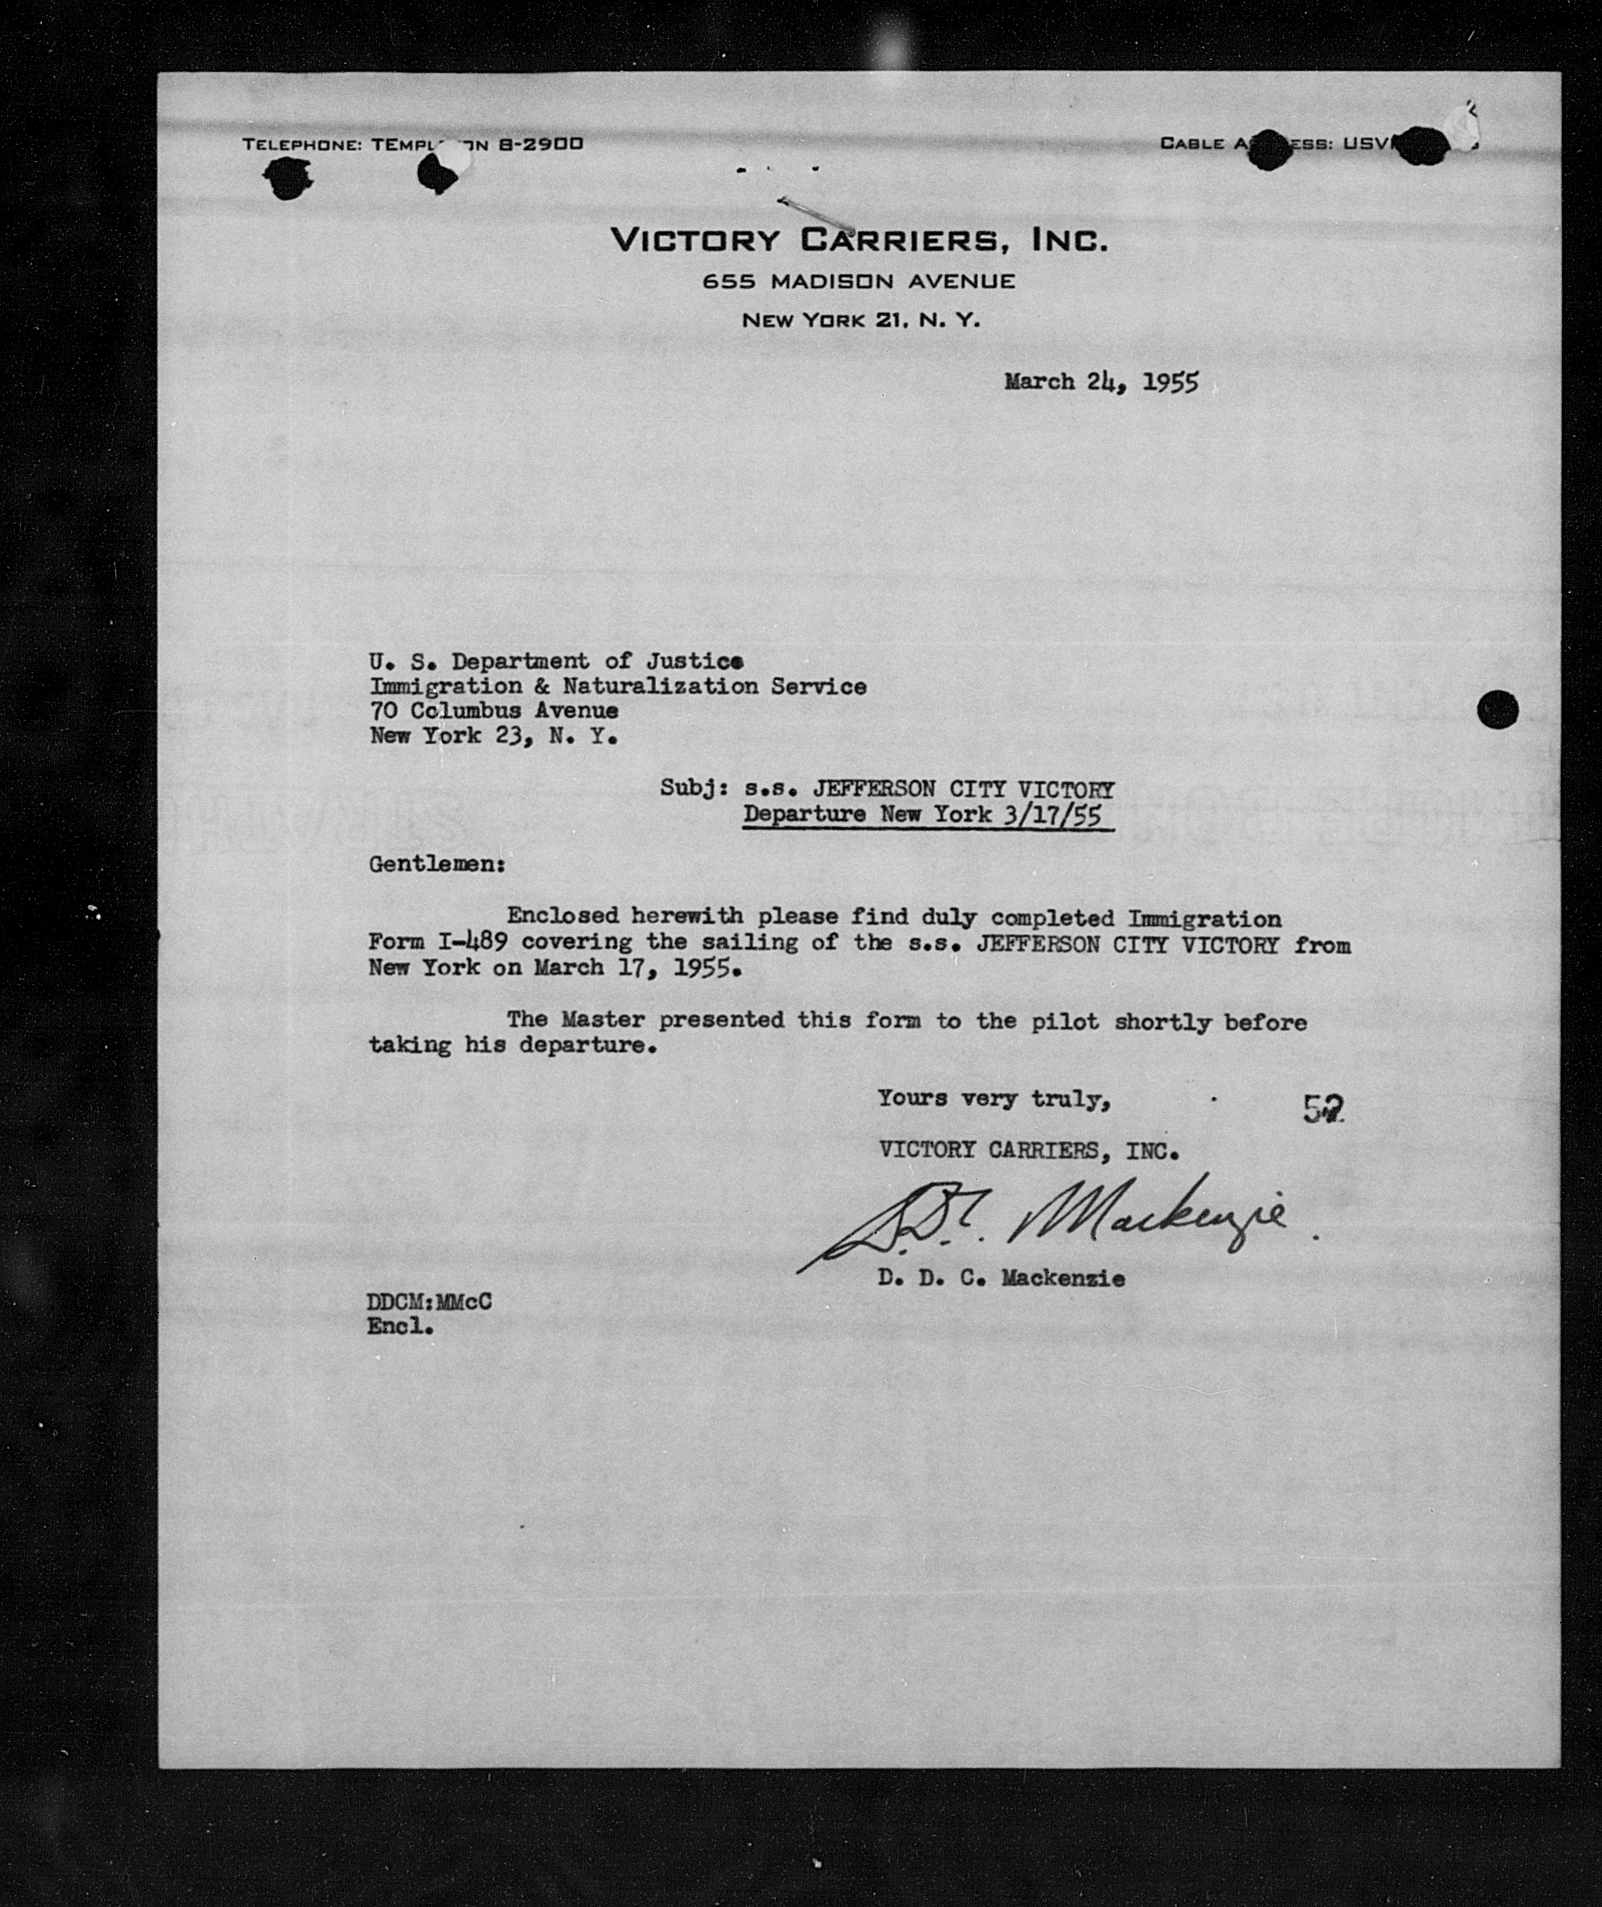 TELEPHONE: 8-2900
CABLE
VICTORY CARRIERS, INC.
655 MADISON AVENUE
NEW YORK 21, N. Y.
March 24, 1955
U. S. Department of Justice
Immigration & Naturalization Service
70 Columbus Avenue
New York 23, N. Y.
Subj: s.s. JEFFERSON CITY VICTORY
Departure New York 3/17/55
Gentlemen:
Enclosed herewith please find duly completed Immigration
Form I-489 covering the sailing of the s.s. JEFFERSON CITY VICTORY from
New York on March 17, 1955.
The Master presented this form to the pilot shortly before
taking his departure.
Yours very truly,
52
VICTORY CARRIERS, INC.
D. D. C. Mackenzie
D. D. C. Mackenzie
DDCM:MMcC
Encl.